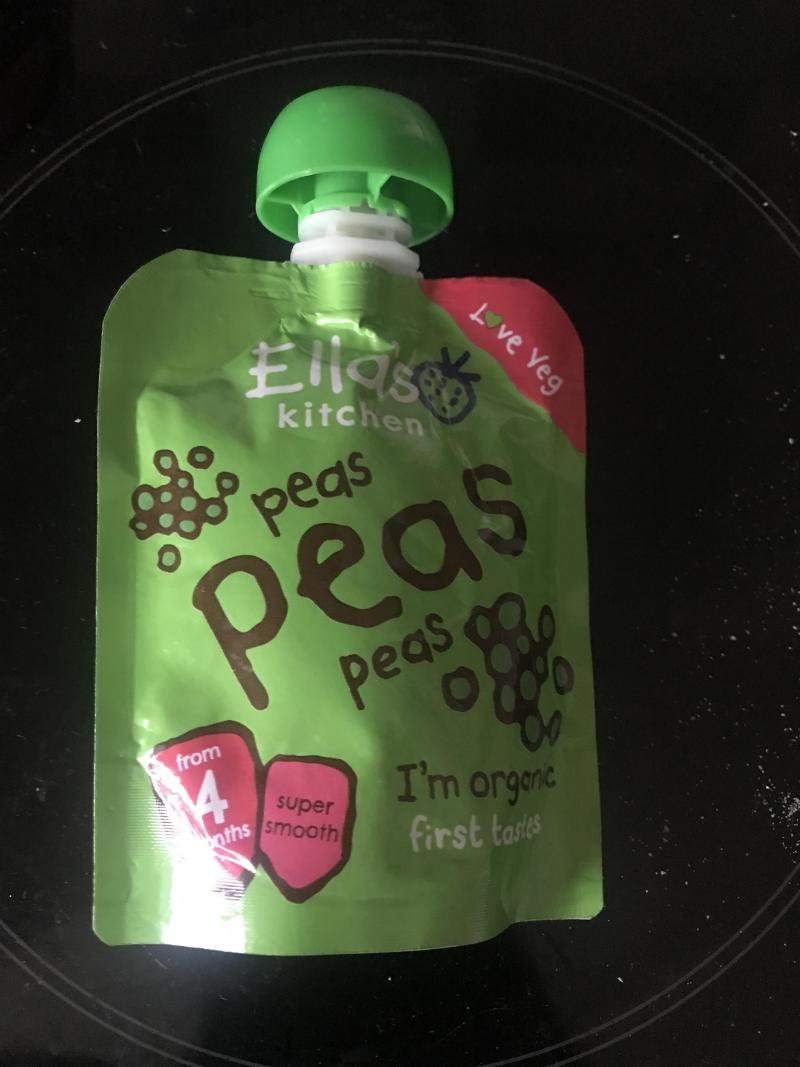 Love Veg
Ella's
kitchen
peas
peas
peas
from
4
months
super
smooth
I'm organic
first tastes